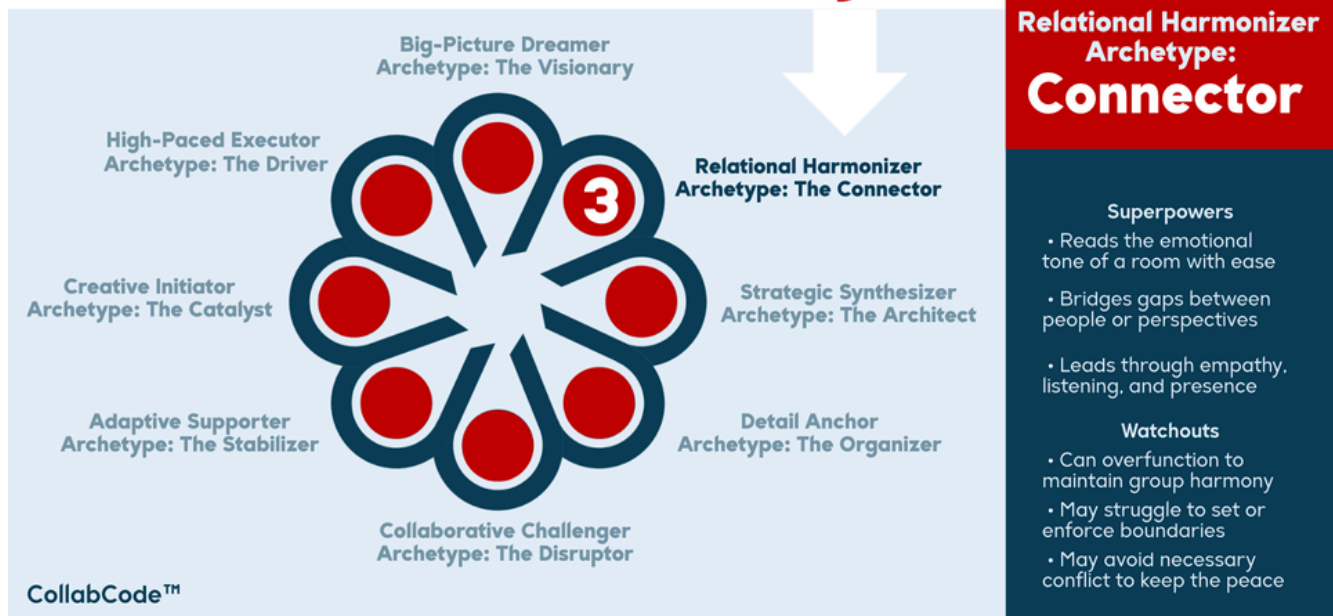 Big-Picture Dreamer
Archetype: The Visionary
High-Paced Executor
Archetype: The Driver
Relational Harmonizer
Archetype: The Connector
3
Creative Initiator
Archetype: The Catalyst
Strategic Synthesizer
Archetype: The Architect
Adaptive Supporter
Archetype: The Stabilizer
Detail Anchor
Archetype: The Organizer
Collaborative Challenger
Archetype: The Disruptor
CollabCode™
Relational Harmonizer
Archetype:
Connector
Superpowers
• Reads the emotional
tone of a room with ease
• Bridges gaps between
people or perspectives
• Leads through empathy,
listening, and presence
Watchouts
• Can overfunction to
maintain group harmony
• May struggle to set or
enforce boundaries
• May avoid necessary
conflict to keep the peace